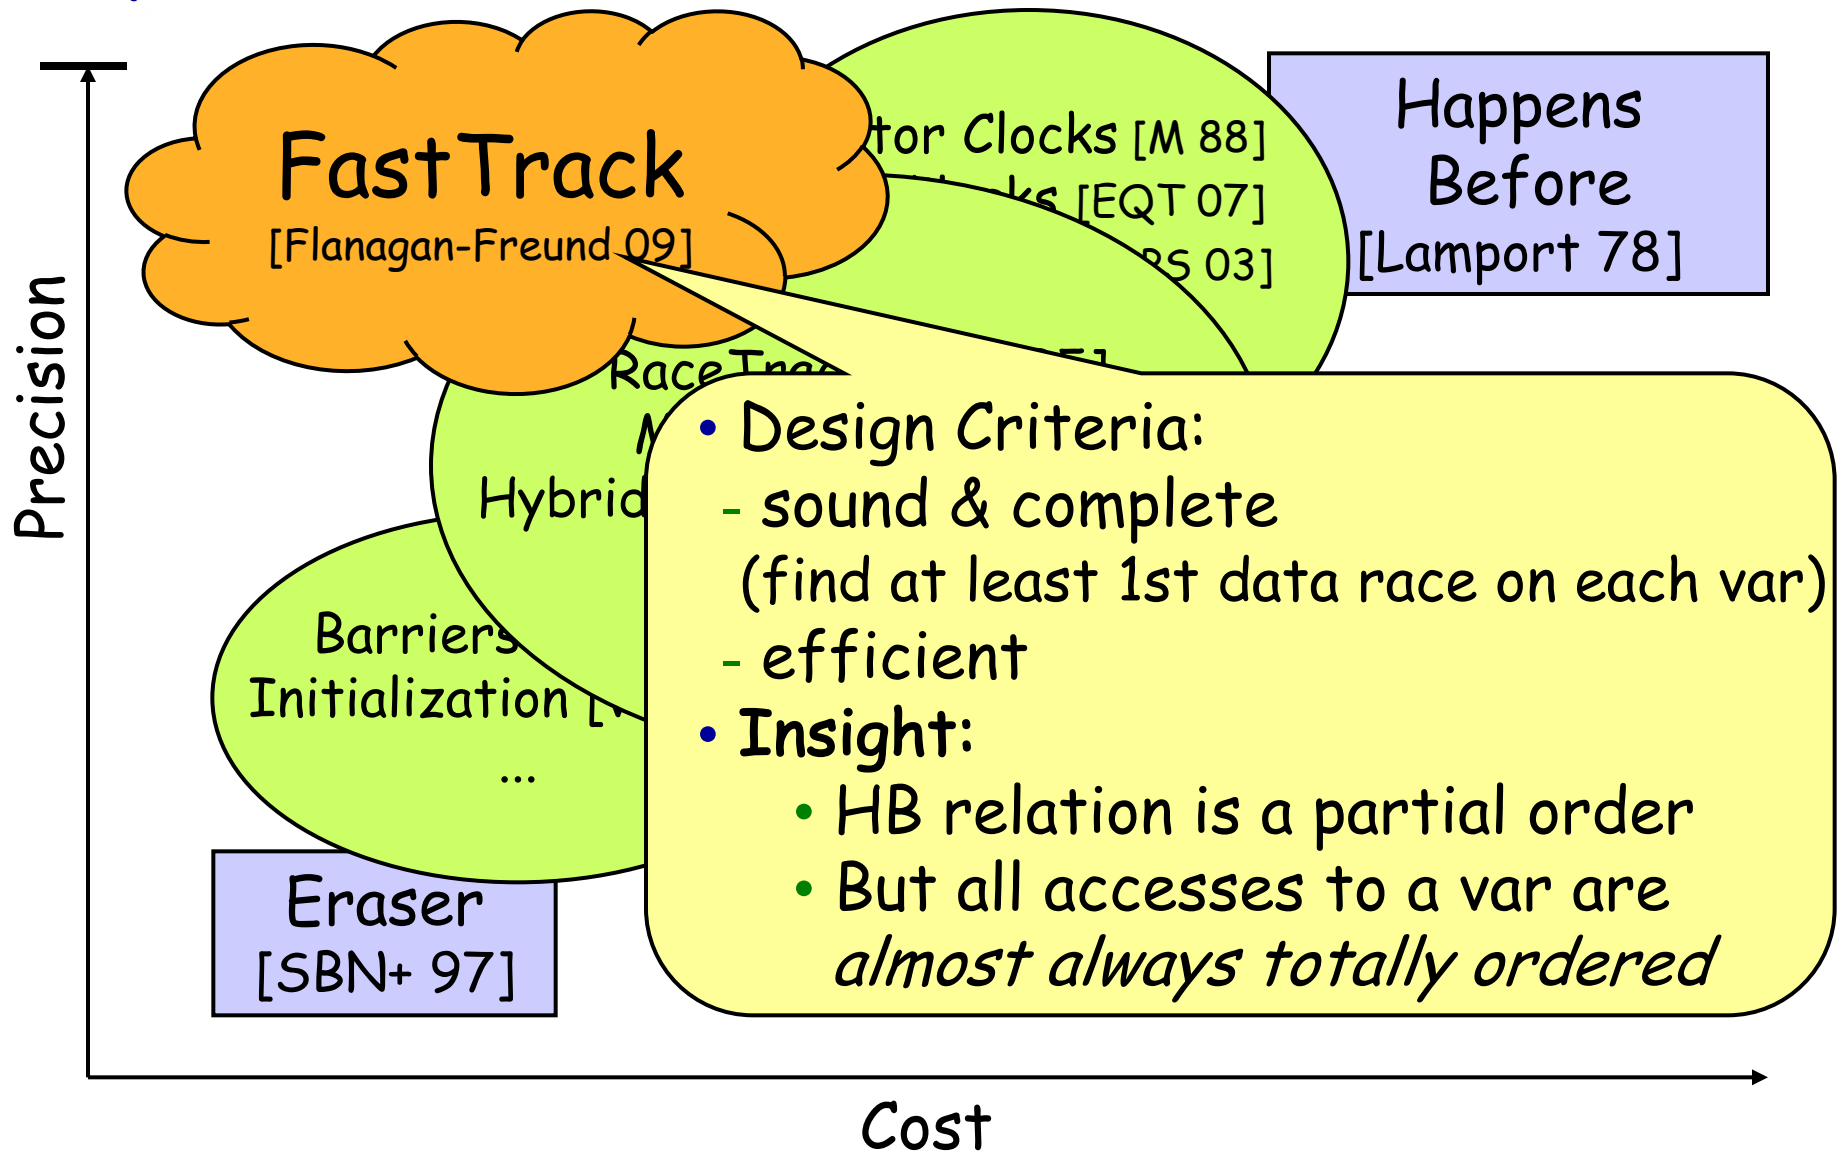 Precision
FastTrack
[Flanagan-Freund 09]
Clocks [M 88]
[EQT 07]
03]
Happens
Before
[Lamport 78]
Hybrid
Barriers
Initialization
...
Eraser
[SBN+ 97]
• Design Criteria:
- sound & complete
(find at least 1st data race on each var)
- efficient
• Insight:
• HB relation is a partial order
• But all accesses to a var are
almost always totally ordered
Cost